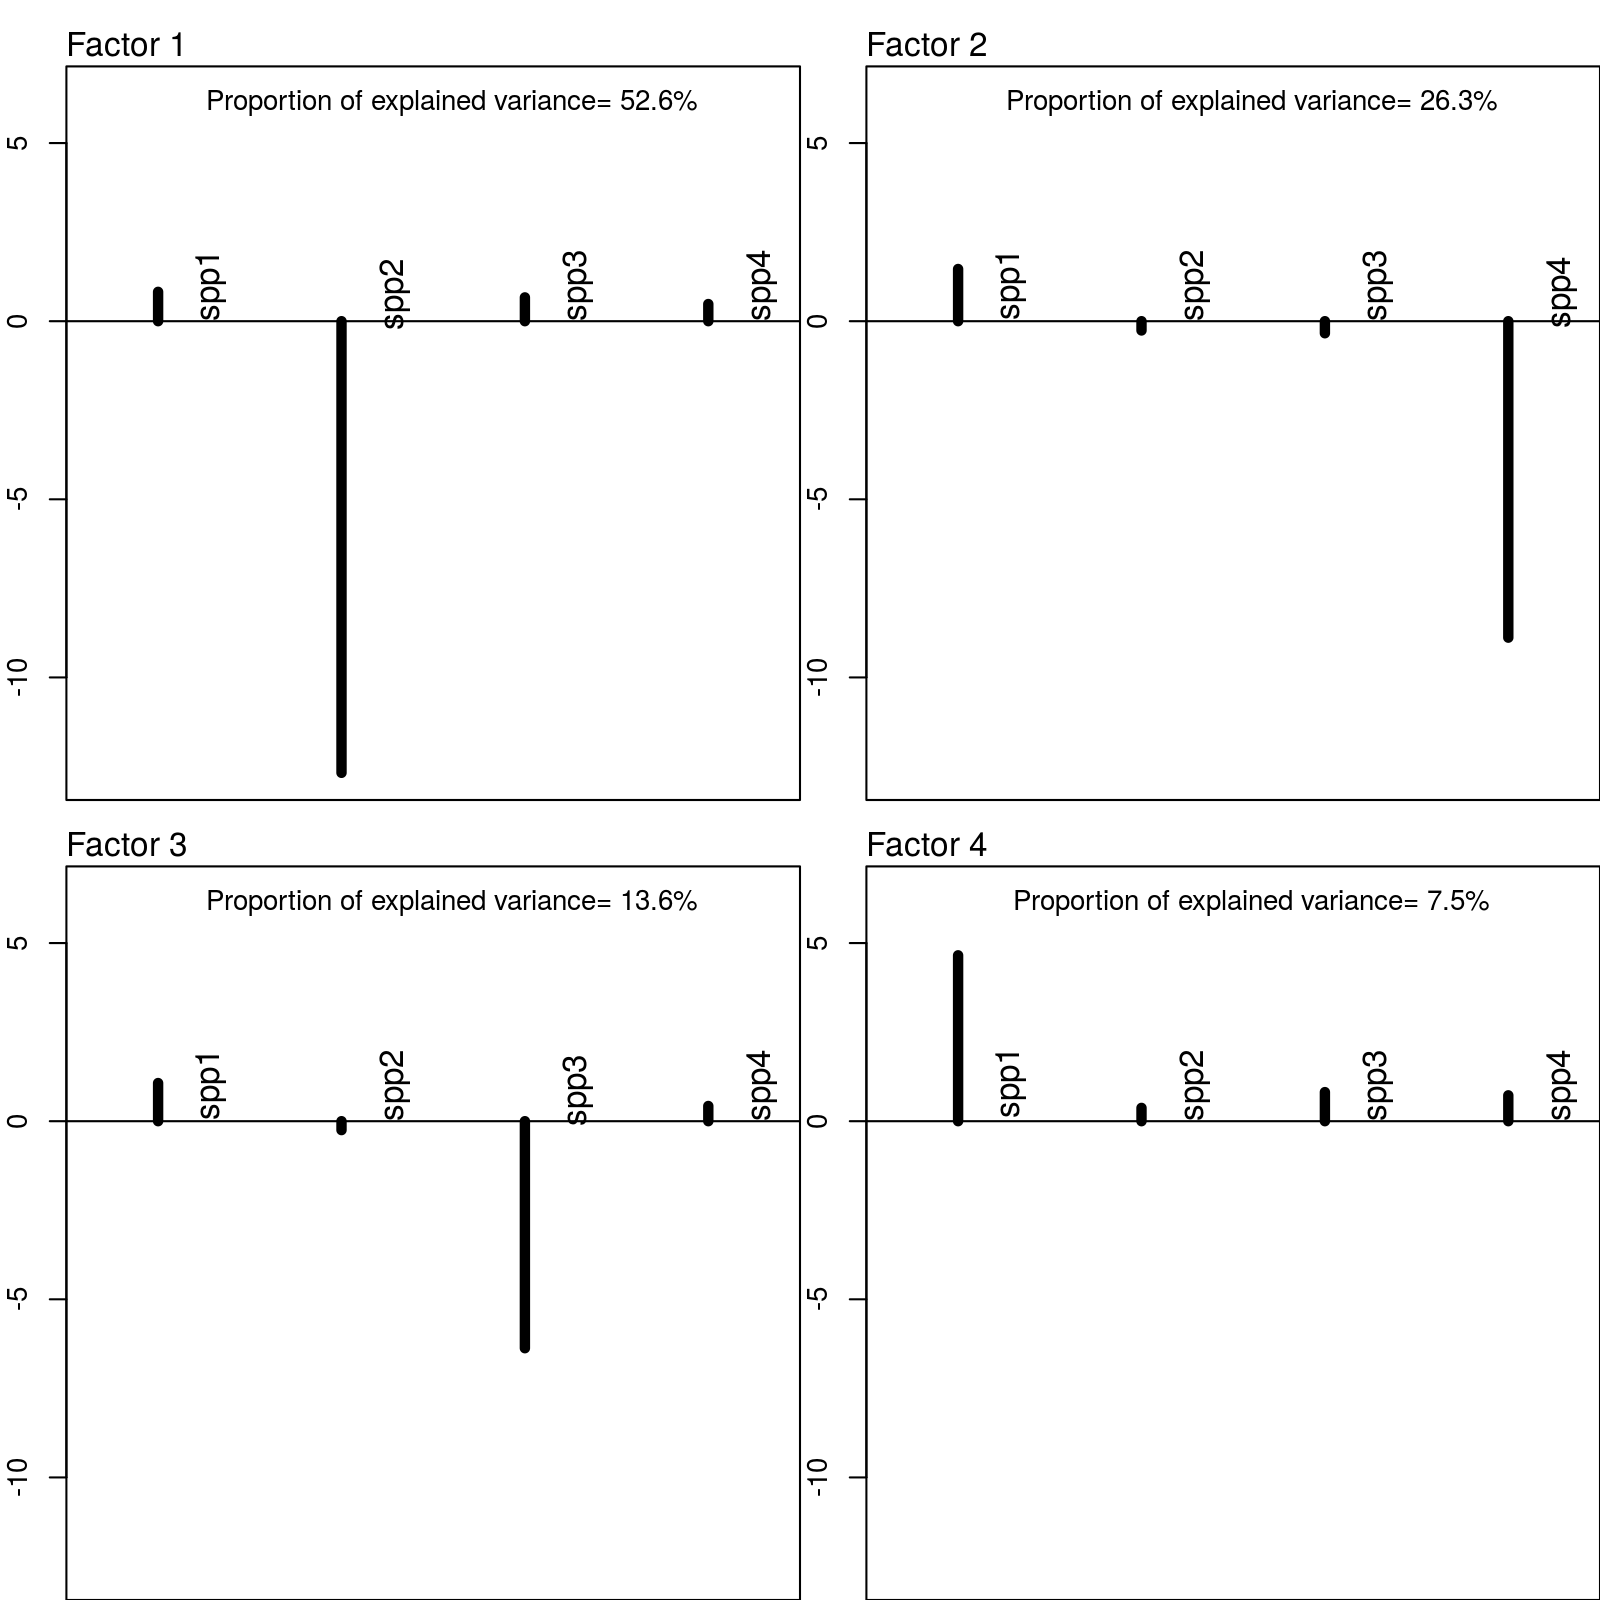 Factor 1
Proportion of explained variance= 52.6%
5
0
-5
-10
spp1
spp2
spp3
spp4
Factor 2
Proportion of explained variance= 26.3%
5
0
-5
-10
spp1
spp2
spp3
spp4
Factor 3
Proportion of explained variance= 13.6%
5
0
-5
-10
spp1
spp2
spp3
spp4
Factor 4
Proportion of explained variance= 7.5%
5
0
-5
-10
spp1
spp2
spp3
spp4